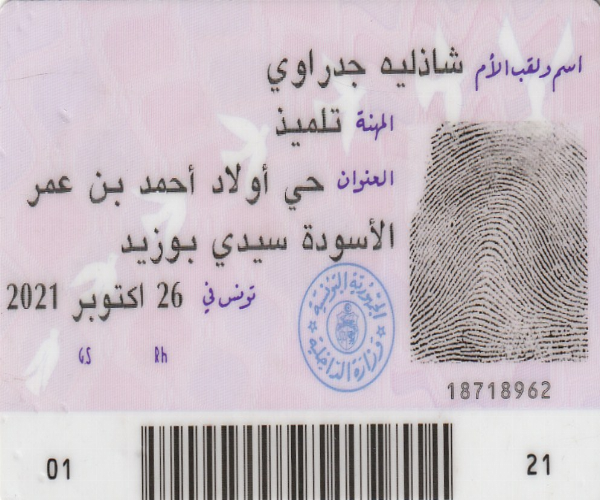 اسم ولقب الأم شاذليه جدراوي
المهنة تلميذ
العنوان حي أولاد أحمد بن عمر
الأسودة سيدي بوزيد
تونس في 26 اكتوبر 2021
GS Rh
الجمهورية التونسية
وزارة الداخلية
18718962
01 21